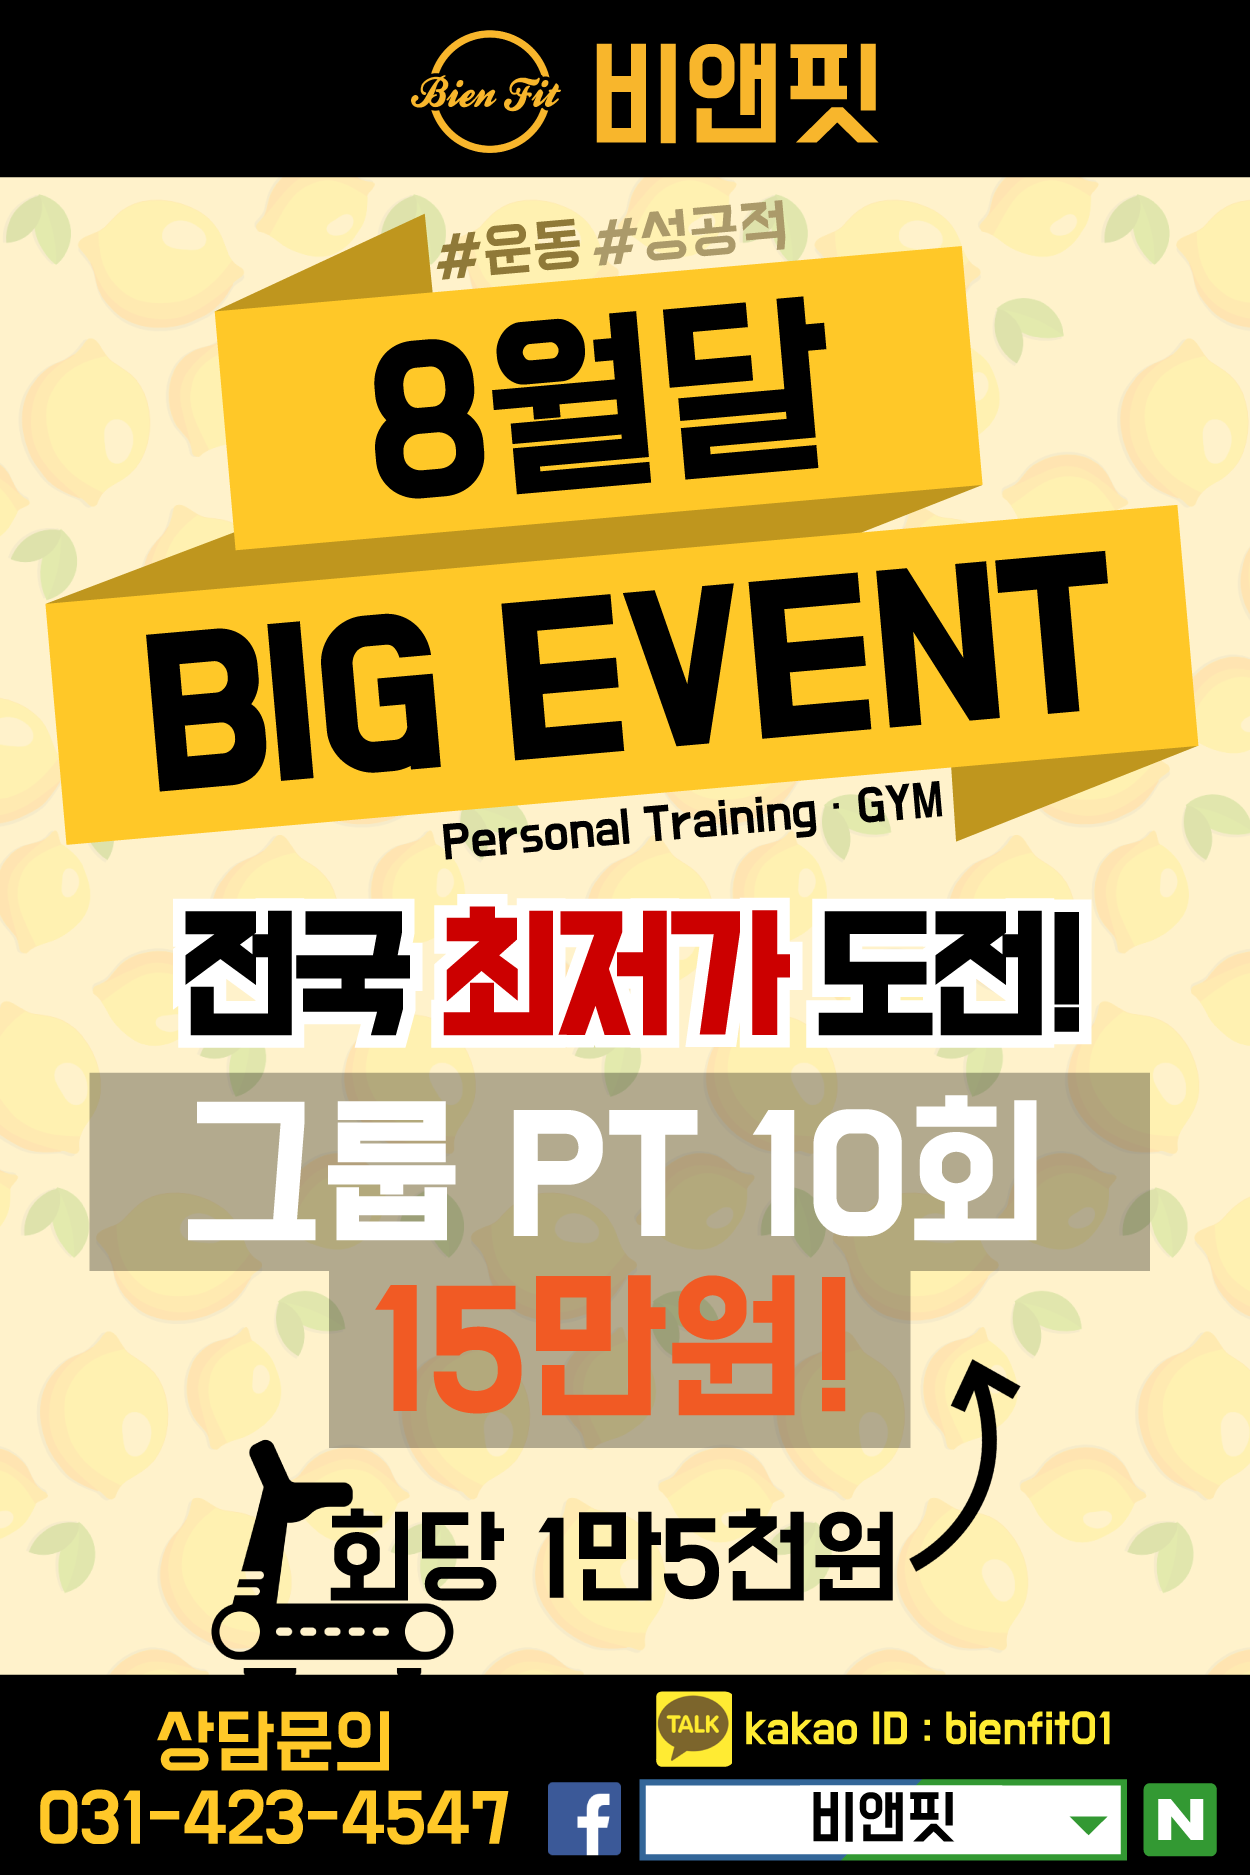 Bien Fit 비앤핏
#운동 #성공적
8월달
BIG EVENT
Personal Training · GYM
전국 최저가 도전!
그룹 PT 10회
15만원!
회당 1만5천원
상담문의
031-423-4547
TALK kakao ID : bienfit01
f 비앤핏 N